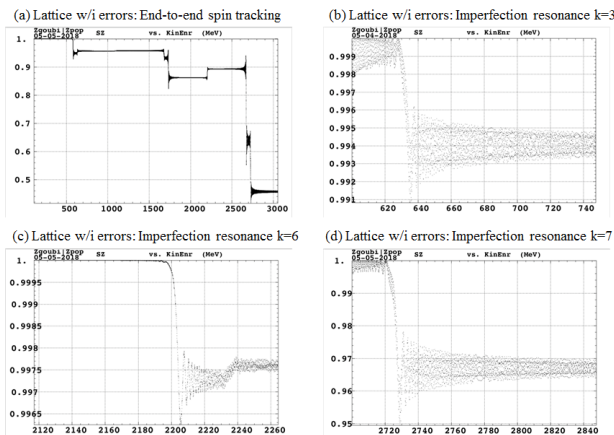 (a) Lattice w/i errors: End-to-end spin tracking
Zgoubi|Zpop
05-05-2018 SZ vs. KinEnr (MeV)
1.
0.9
0.8
0.7
0.6
0.5
500 1000 1500 2000 2500 3000
(b) Lattice w/i errors: Imperfection resonance k=3
Zgoubi|Zpop
05-04-2018 SZ vs. KinEnr (MeV)
0.999
0.998
0.997
0.996
0.995
0.994
0.993
0.992
0.991
620 640 660 680 700 720 740
(c) Lattice w/i errors: Imperfection resonance k=6
Zgoubi|Zpop
05-05-2018 SZ vs. KinEnr (MeV)
1.
0.9995
0.999
0.9985
0.998
0.9975
0.997
0.9965
2120 2140 2160 2180 2200 2220 2240 2260
(d) Lattice w/i errors: Imperfection resonance k=7
Zgoubi|Zpop
05-05-2018 SZ vs. KinEnr (MeV)
1.
0.99
0.98
0.97
0.96
0.95
2720 2740 2760 2780 2800 2820 2840